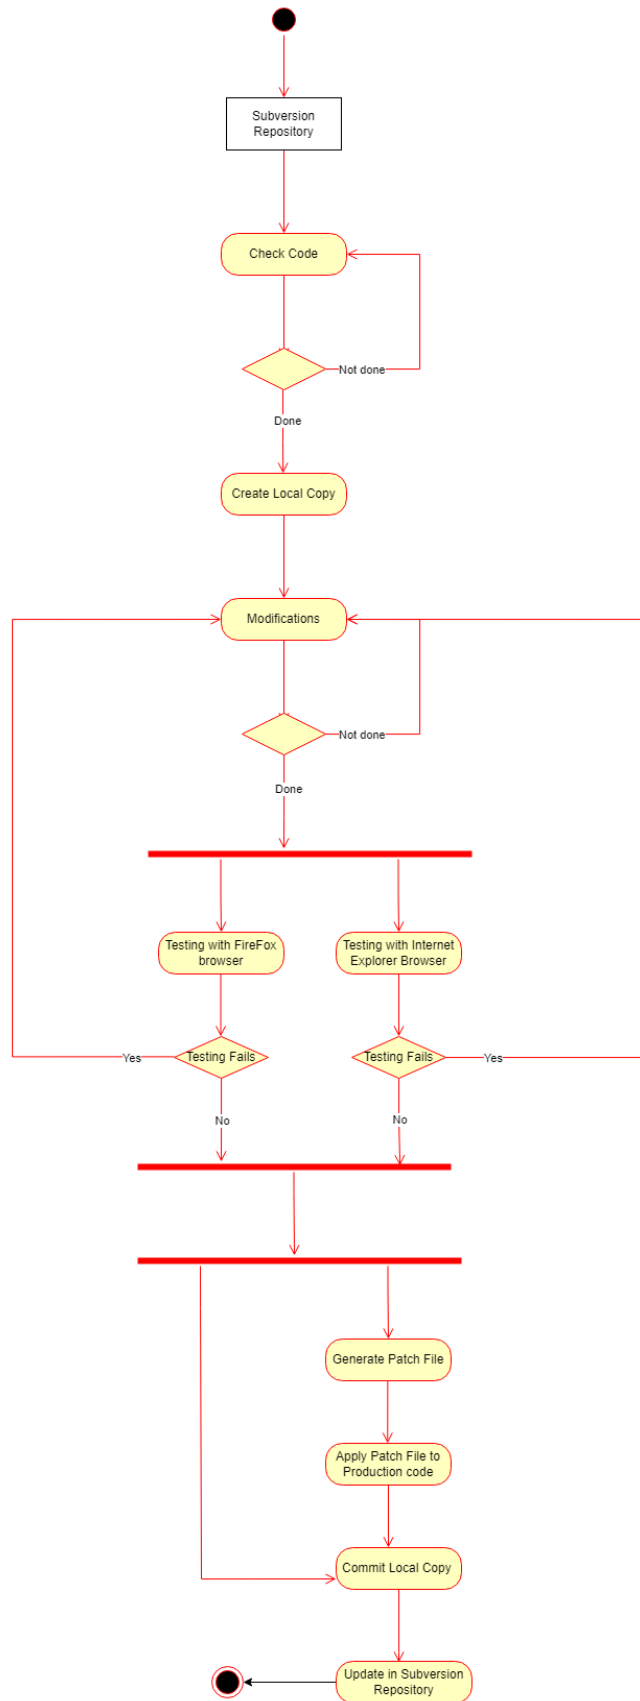 Subversion
Repository
Check Code
Not done
Done
Create Local Copy
Modifications
Not done
Done
Testing with FireFox
browser
Testing with Internet
Explorer Browser
Yes
Testing Fails
Testing Fails
Yes
No
No
Generate Patch File
Apply Patch File to
Production code
Commit Local Copy
Update in Subversion
Repository